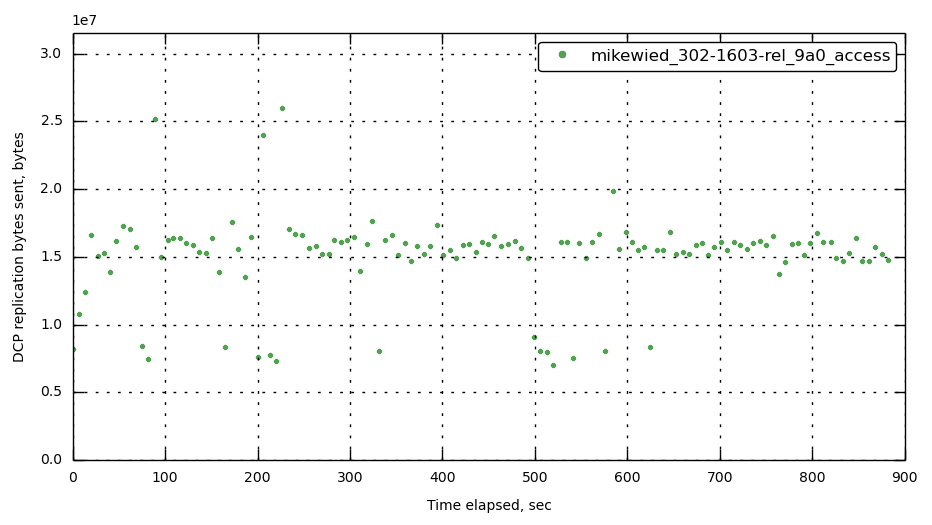 1e7
mikewied_302-1603-rel_9a0_access
3.0
2.5
2.0
1.5
1.0
0.5
0.0
DCP replication bytes sent, bytes
0 100 200 300 400 500 600 700 800 900
Time elapsed, sec